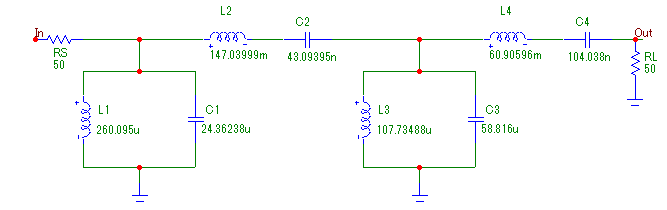 L2 C2 L4 C4
In Out
RS RL
50 147.03999m 43.09395n 60.90596m 104.038n 50
L1 C1 L3 C3
260.095u 24.36238u 107.73488u 58.816u